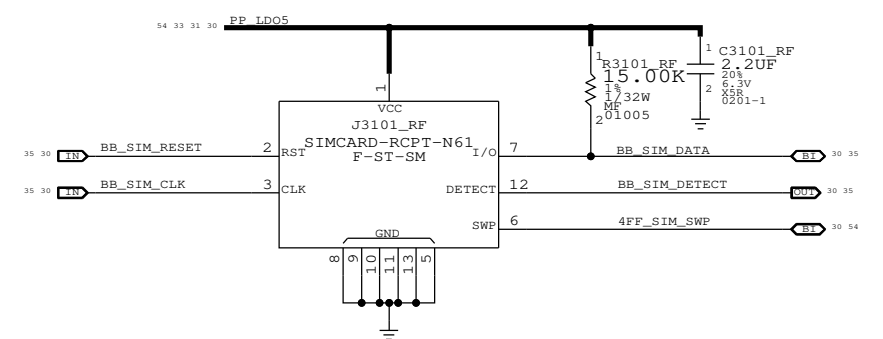 54 33 31 30 PP_LDO5
1 C3101_RF
2.2UF
20%
6.3V
X5R
0201-1
2
1 R3101_RF
15.00K
1%
1/32W
MF
01005
2
1
VCC
J3101_RF
SIMCARD-RCPT-N61
F-ST-SM
35 30 IN BB_SIM_RESET 2 RST
I/O 7 BB_SIM_DATA BI 30 35
35 30 IN BB_SIM_CLK 3 CLK
DETECT 12 BB_SIM_DETECT OUT 30 35
SWP 6 4FF_SIM_SWP BI 30 54
GND
8 9 10 11 13 5